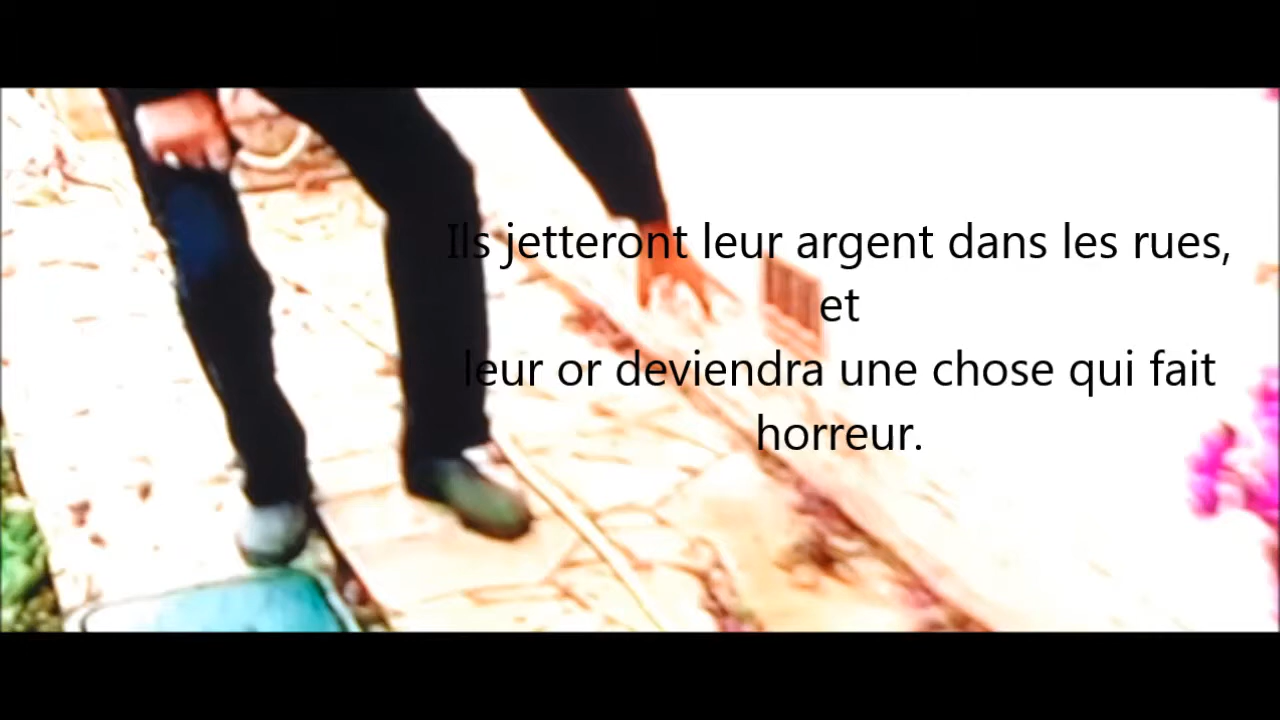 Ils jetteront leur argent dans les rues,
et
leur or deviendra une chose qui fait
horreur.